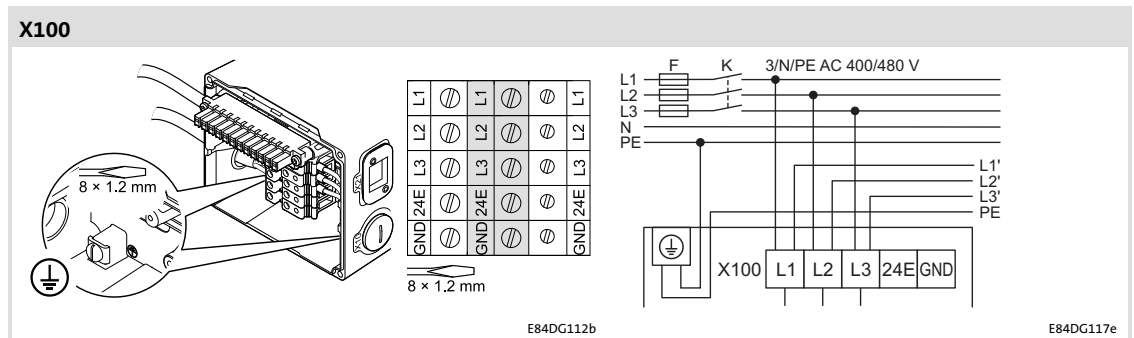 X100
8 × 1.2 mm
X21
X10
L1 L1 L1
L2 L2 L2
L3 L3 L3
24E 24E 24E
GND GND GND
8 × 1.2 mm
E84DG112b
F K 3/N/PE AC 400/480 V
L1
L2
L3
N
PE
L1'
L2'
L3'
PE
X100 L1 L2 L3 24E GND
E84DG117e